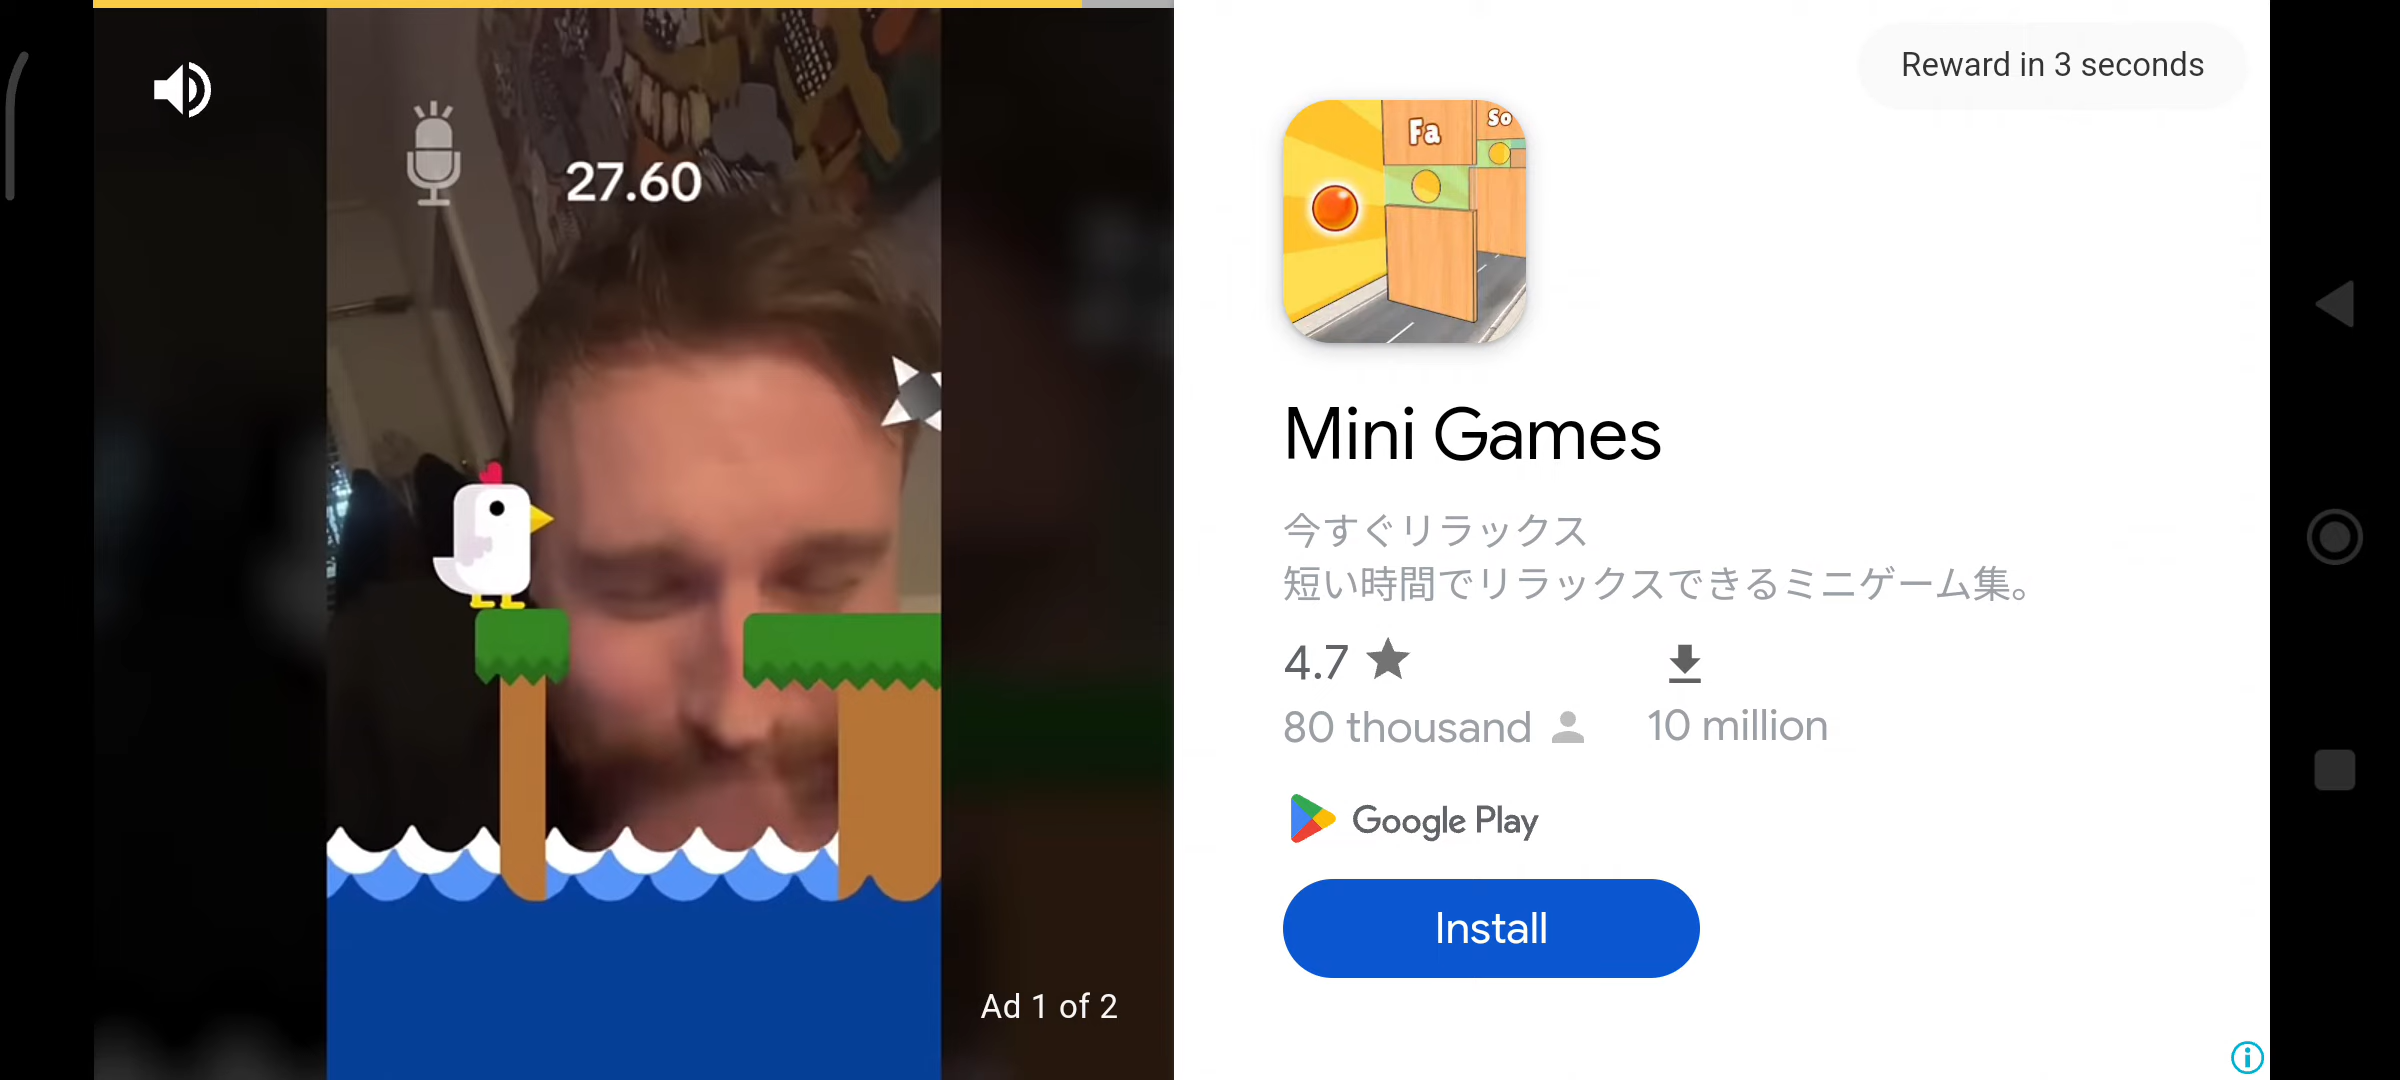 27.60
Ad 1 of 2
Reward in 3 seconds
Fa
So
Mini Games
今すぐリラックス
短い時間でリラックスできるミニゲーム集。
4.7
80 thousand
10 million
Google Play
Install